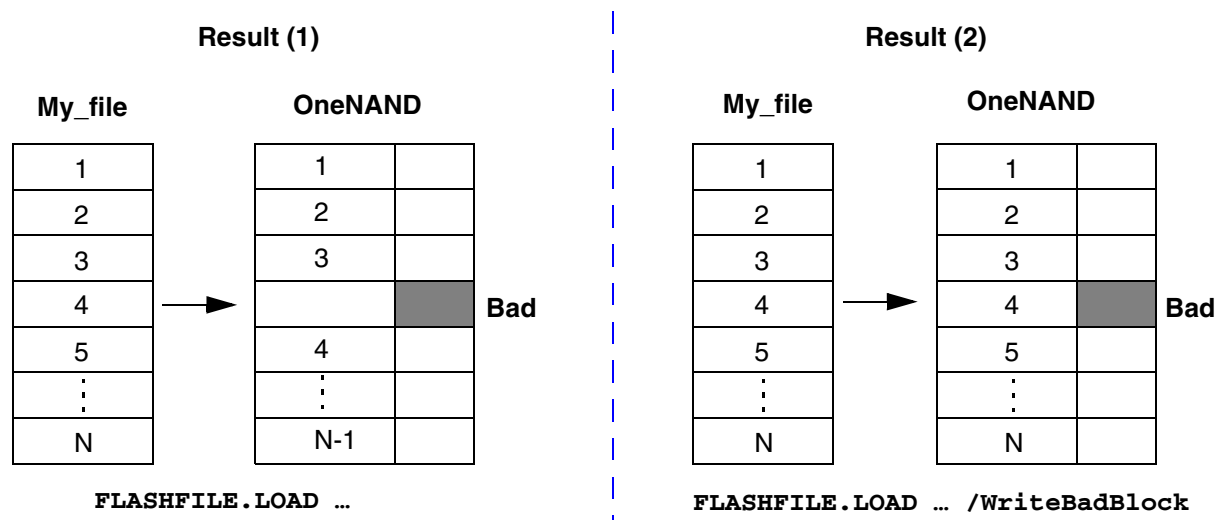 Result (1)
My_file
OneNAND
1
2
3
4
5
N
1
2
3
4
N-1
Bad
FLASHFILE.LOAD …
Result (2)
My_file
OneNAND
1
2
3
4
5
N
1
2
3
4
5
N
Bad
FLASHFILE.LOAD … /WriteBadBlock